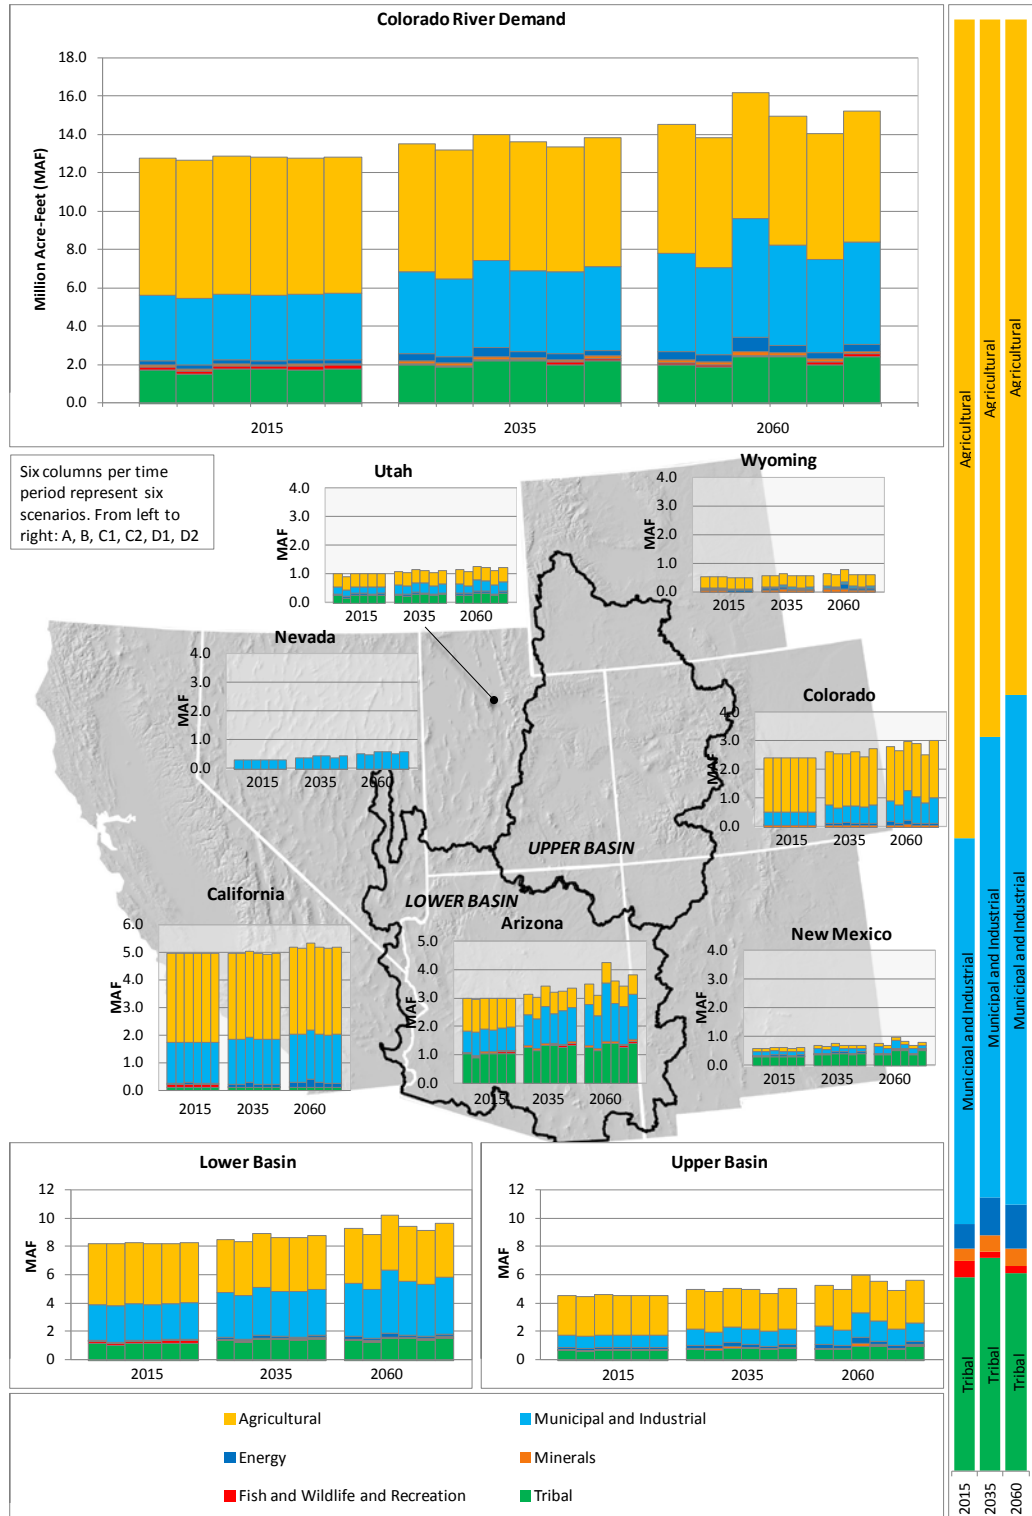 Colorado River Demand
18.0
16.0
14.0
12.0
10.0
8.0
6.0
4.0
2.0
0.0
Million Acre-Feet (MAF)
2015 2035 2060
Six columns per time
period represent six
scenarios. From left to
right: A, B, C1, C2, D1, D2
Utah
4.0
3.0
2.0
1.0
0.0
MAF
2015 2035 2060
Wyoming
4.0
3.0
2.0
1.0
0.0
MAF
2015 2035 2060
Nevada
4.0
3.0
2.0
1.0
0.0
MAF
2015 2035 2060
Colorado
4.0
3.0
2.0
1.0
0.0
MAF
2015 2035 2060
UPPER BASIN
LOWER BASIN
California
6.0
5.0
4.0
3.0
2.0
1.0
0.0
MAF
2015 2035 2060
Arizona
5.0
4.0
3.0
2.0
1.0
0.0
MAF
2015 2035 2060
New Mexico
4.0
3.0
2.0
1.0
0.0
MAF
2015 2035 2060
Lower Basin
12
10
8
6
4
2
0
MAF
2015 2035 2060
Upper Basin
12
10
8
6
4
2
0
MAF
2015 2035 2060
Agricultural Municipal and Industrial
Energy Minerals
Fish and Wildlife and Recreation Tribal
Agricultural
Municipal and Industrial
Tribal
2015
Agricultural
Municipal and Industrial
Tribal
2035
Agricultural
Municipal and Industrial
Tribal
2060